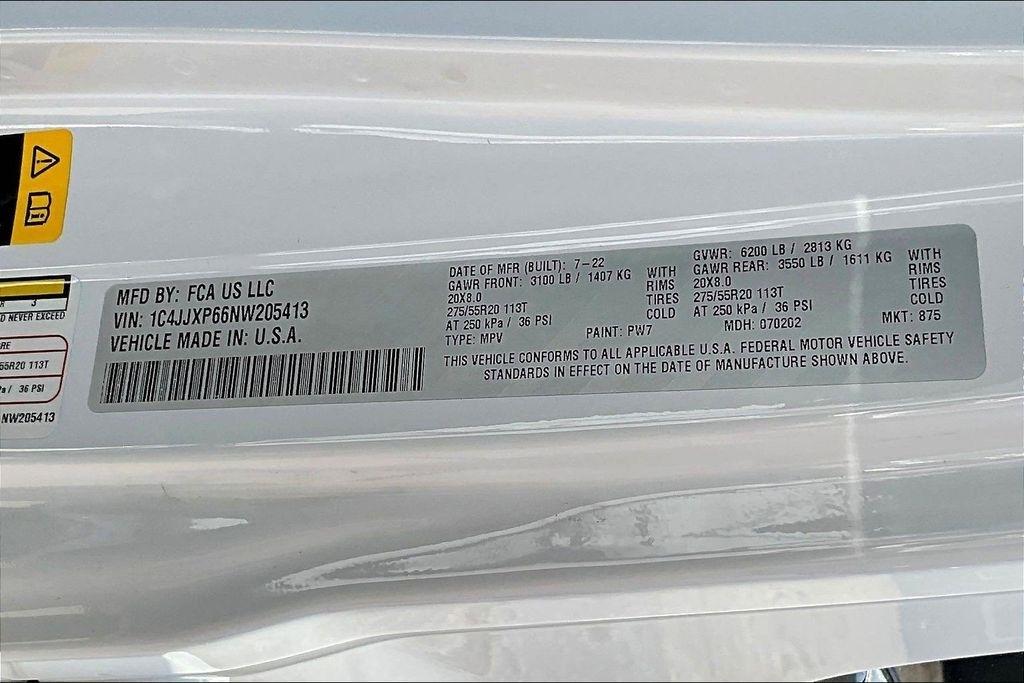 MFD BY: FCA US LLC
VIN: 1C4JJXP66NW205413
VEHICLE MADE IN: U.S.A.
DATE OF MFR (BUILT): 7-22
GAWR FRONT: 3100 LB / 1407 KG WITH
20X8.0 RIMS
275/55R20 113T TIRES
AT 250 kPa / 36 PSI COLD
TYPE: MPV PAINT: PW7
GVWR: 6200 LB / 2813 KG
GAWR REAR: 3550 LB / 1611 KG WITH
20X8.0 RIMS
275/55R20 113T TIRES
AT 250 kPa / 36 PSI COLD
MDH: 070202 MKT: 875
THIS VEHICLE CONFORMS TO ALL APPLICABLE U.S.A. FEDERAL MOTOR VEHICLE SAFETY
STANDARDS IN EFFECT ON THE DATE OF MANUFACTURE SHOWN ABOVE.
3
NEVER EXCEED
55R20 113T
36 PSI
NW205413